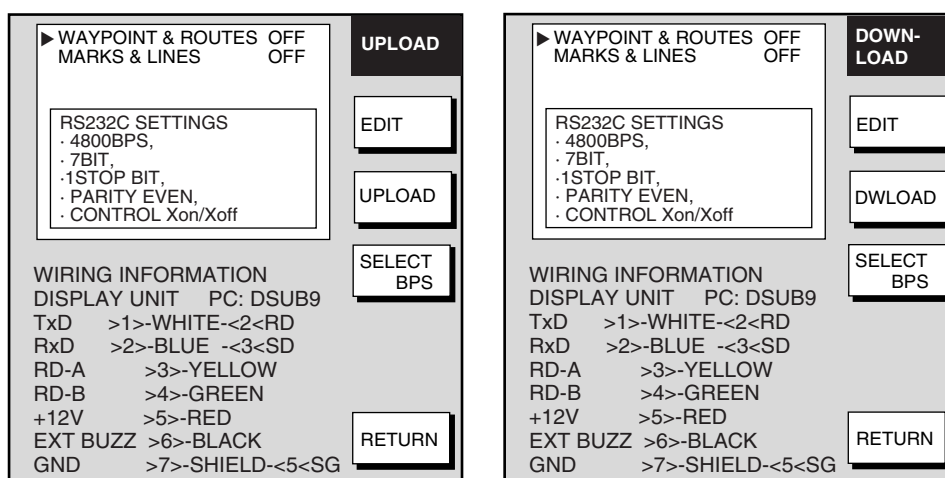 ▶ WAYPOINT & ROUTES OFF
MARKS & LINES OFF
RS232C SETTINGS
· 4800BPS,
· 7BIT,
·1STOP BIT,
· PARITY EVEN,
· CONTROL Xon/Xoff
WIRING INFORMATION
DISPLAY UNIT PC: DSUB9
TxD >1>-WHITE-<2<RD
RxD >2>-BLUE -<3<SD
RD-A >3>-YELLOW
RD-B >4>-GREEN
+12V >5>-RED
EXT BUZZ >6>-BLACK
GND >7>-SHIELD-<5<SG
UPLOAD
EDIT
UPLOAD
SELECT
BPS
RETURN
▶ WAYPOINT & ROUTES OFF
MARKS & LINES OFF
RS232C SETTINGS
· 4800BPS,
· 7BIT,
·1STOP BIT,
· PARITY EVEN,
· CONTROL Xon/Xoff
WIRING INFORMATION
DISPLAY UNIT PC: DSUB9
TxD >1>-WHITE-<2<RD
RxD >2>-BLUE -<3<SD
RD-A >3>-YELLOW
RD-B >4>-GREEN
+12V >5>-RED
EXT BUZZ >6>-BLACK
GND >7>-SHIELD-<5<SG
DOWN-
LOAD
EDIT
DWLOAD
SELECT
BPS
RETURN